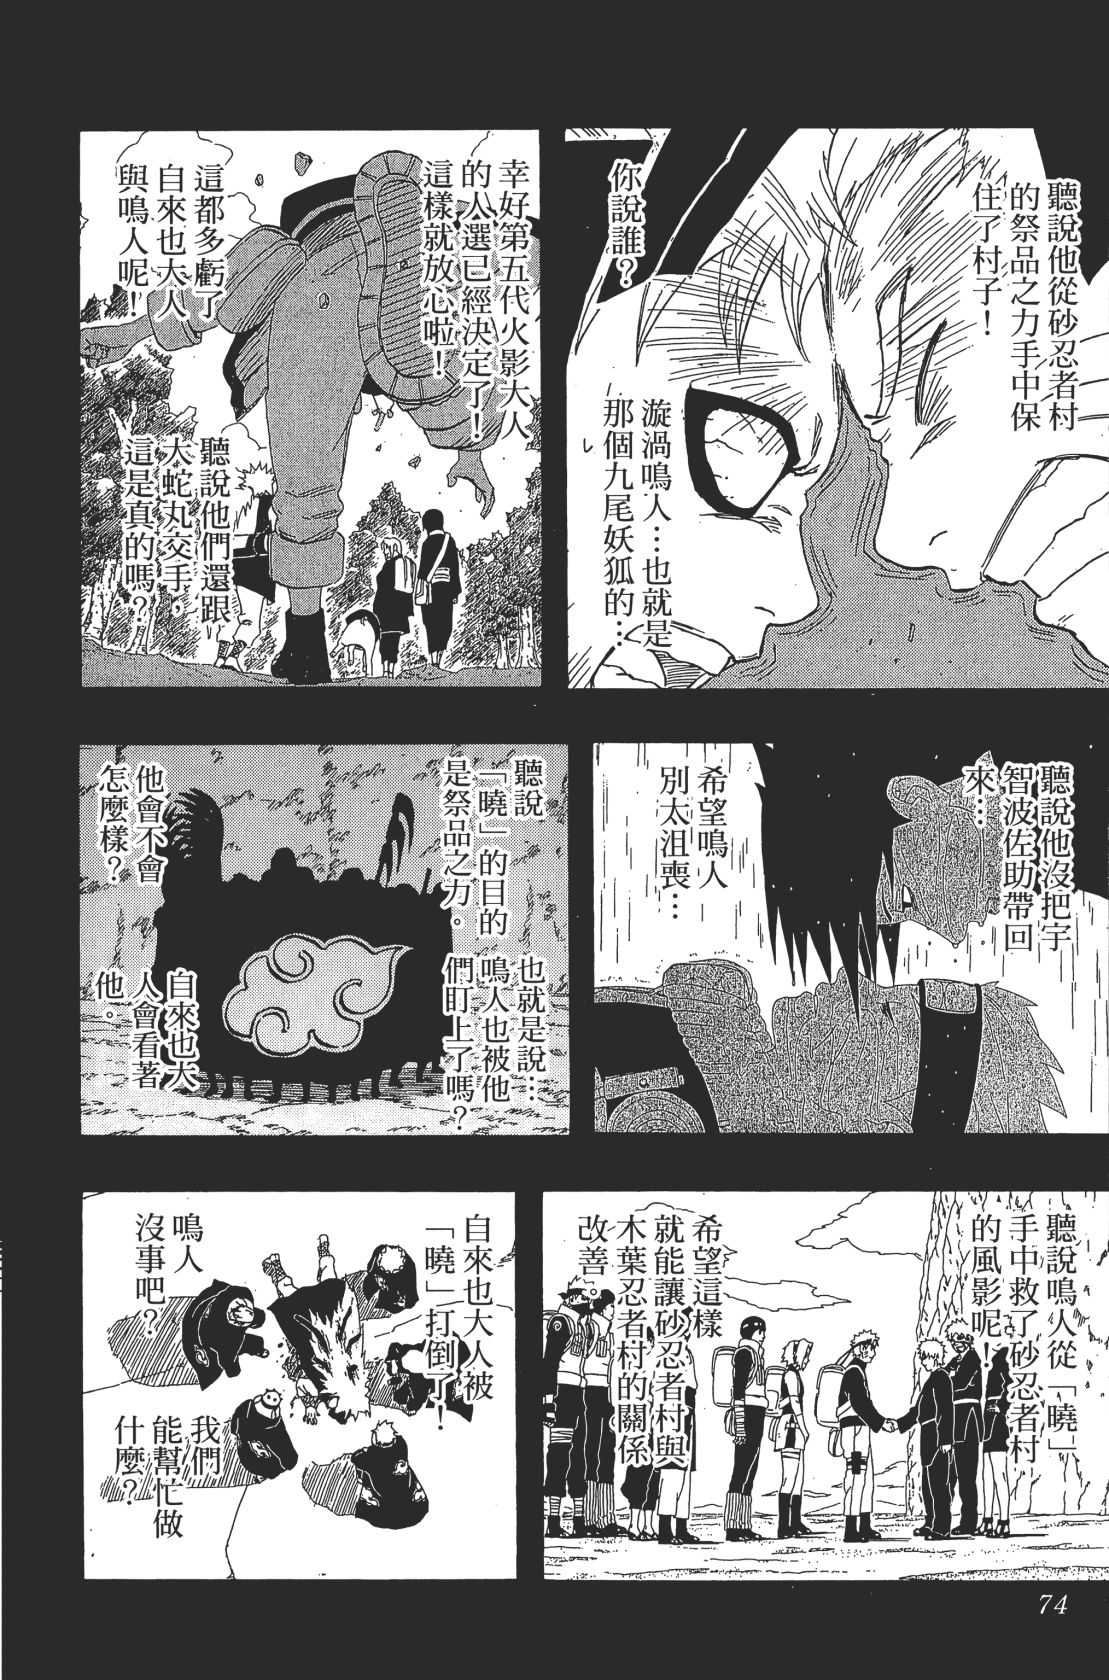 聽說他從砂忍者村
的祭品之力手中保
住了村子！
你說誰？
漩渦鳴人…也就是
那個九尾妖狐的…
幸好第五代火影大人
的人選已經決定了！
這樣就放心啦！
這都多虧了
自來也大人
與鳴人呢！
聽說他們還跟
大蛇丸交手，
這是真的嗎？
聽說他沒把宇
智波佐助帶回
來…
希望鳴人
別太沮喪…
聽說
「曉」的目的
是祭品之力。
也就是說…
鳴人也被他
們盯上了嗎？
他會不會
怎麼樣？
自來也大
人會看著
他。
聽說鳴人從「曉」
手中救了砂忍者村
的風影呢！
希望這樣
就能讓砂忍者村與
木葉忍者村的關係
改善。
自來也大人被
「曉」打倒了！
鳴人
沒事吧？
我們
能幫忙做
什麼？
74